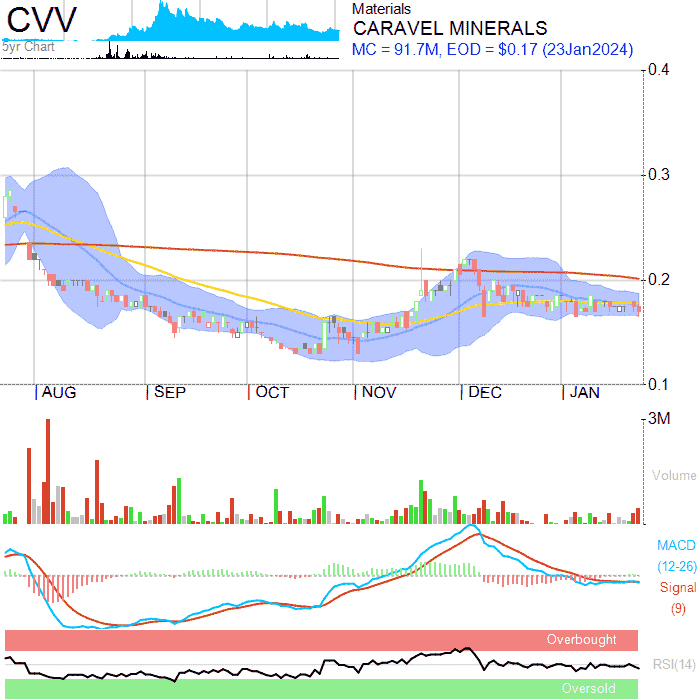 CVV
5yr Chart
Materials
CARAVEL MINERALS
MC = 91.7M, EOD = $0.17 (23Jan2024)
0.4
0.3
0.2
0.1
AUG SEP OCT NOV DEC JAN
3M
Volume
MACD
(12-26)
Signal
(9)
Overbought
RSI(14)
Oversold